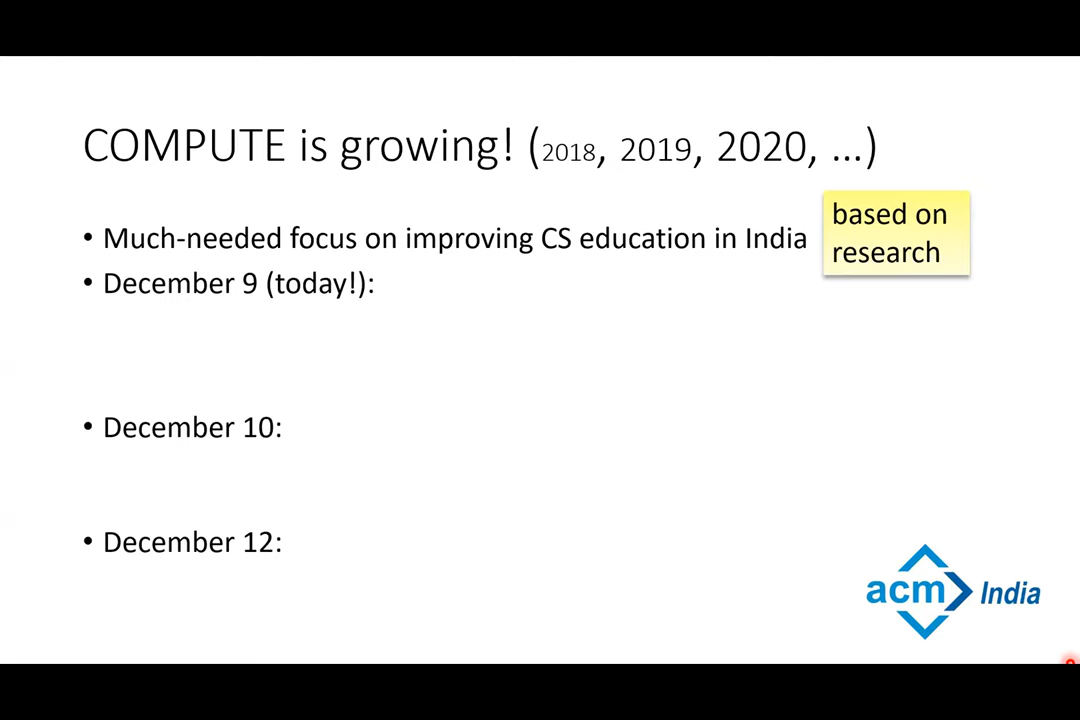 COMPUTE is growing! (2018, 2019, 2020, ...)
• Much-needed focus on improving CS education in India
based on
research
• December 9 (today!):
• December 10:
• December 12:
acm India